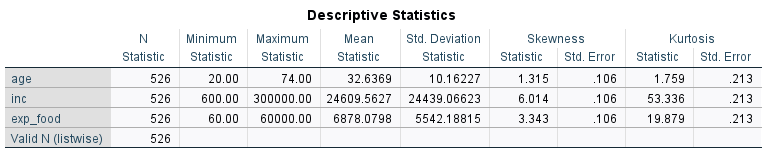 Descriptive Statistics
N Minimum Maximum Mean Std. Deviation Skewness Kurtosis
Statistic Statistic Statistic Statistic Statistic Statistic Std. Error Statistic Std. Error
age 526 20.00 74.00 32.6369 10.16227 1.315 .106 1.759 .213
inc 526 600.00 300000.00 24609.5627 24439.06623 6.014 .106 53.336 .213
exp_food 526 60.00 60000.00 6878.0798 5542.18815 3.343 .106 19.879 .213
Valid N (listwise) 526